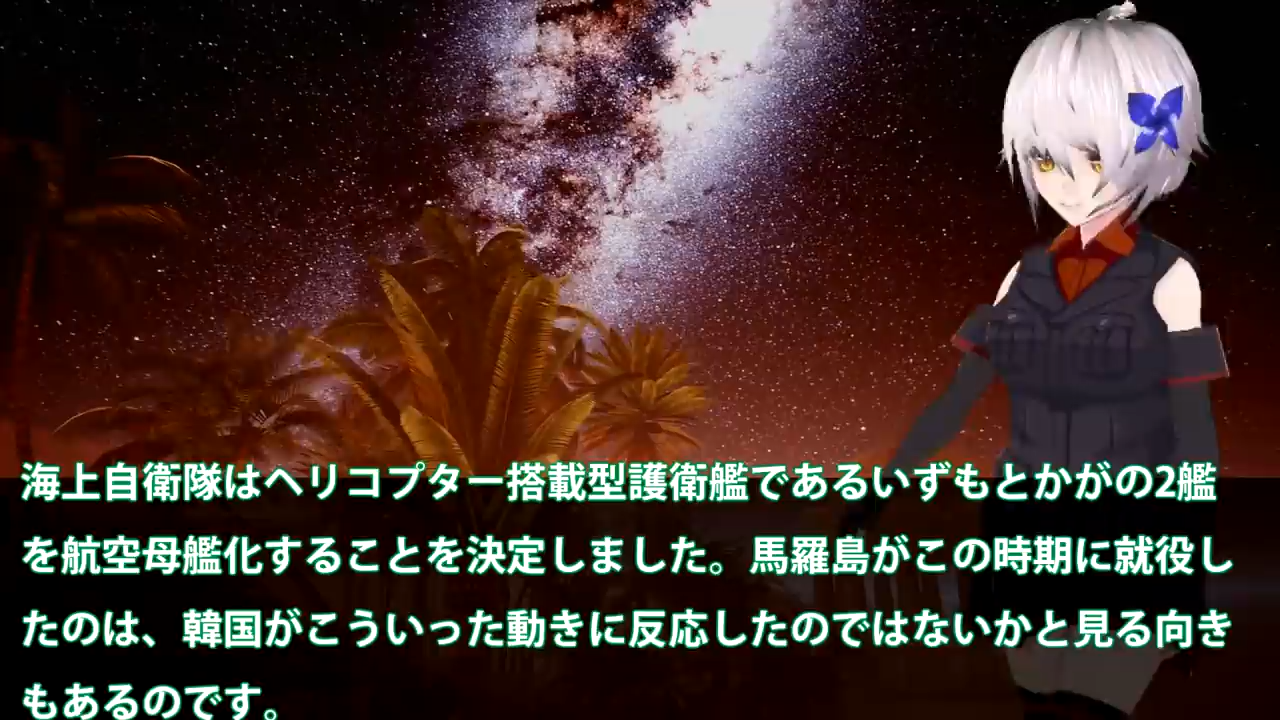 海上自衛隊はヘリコプター搭載型護衛艦であるいずもとかがの2艦
を航空母艦化することを決定しました。馬羅島がこの時期に就役し
たのは、韓国がこういった動きに反応したのではないかと見る向き
もあるのです。